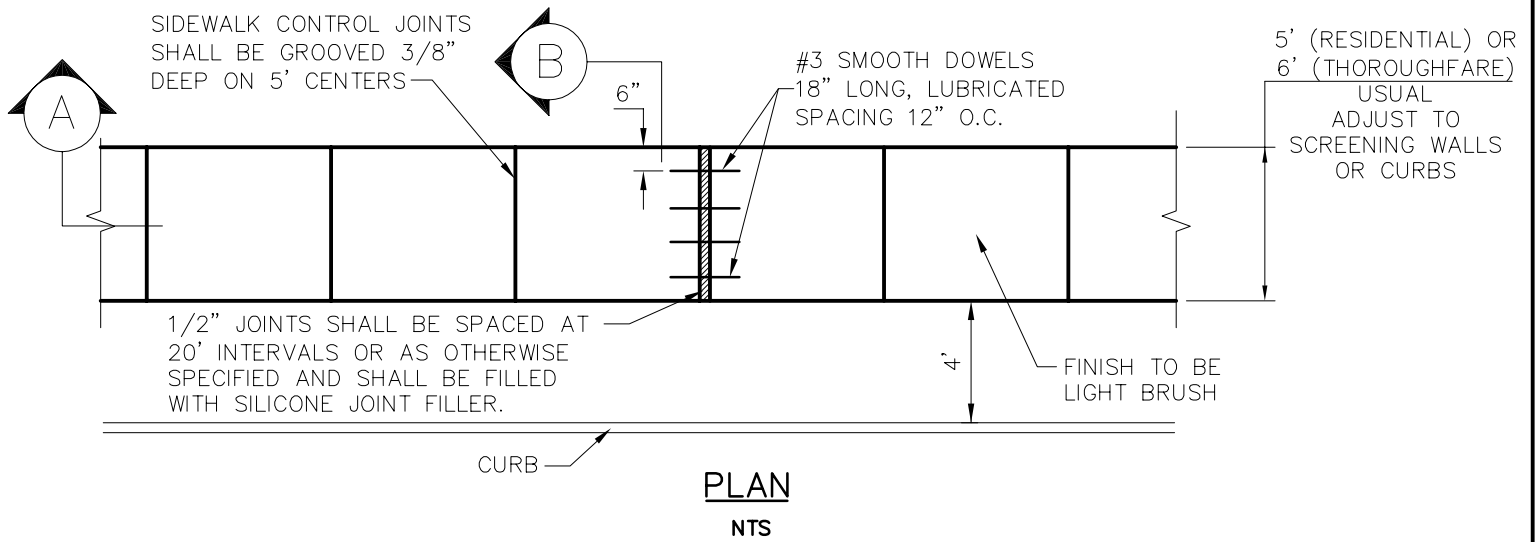 SIDEWALK CONTROL JOINTS
SHALL BE GROOVED 3/8"
DEEP ON 5' CENTERS
A
B
6"
#3 SMOOTH DOWELS
18" LONG, LUBRICATED
SPACING 12" O.C.
5' (RESIDENTIAL) OR
6' (THOROUGHFARE)
USUAL
ADJUST TO
SCREENING WALLS
OR CURBS
1/2" JOINTS SHALL BE SPACED AT
20' INTERVALS OR AS OTHERWISE
SPECIFIED AND SHALL BE FILLED
WITH SILICONE JOINT FILLER.
4'
FINISH TO BE
LIGHT BRUSH
CURB
PLAN
NTS